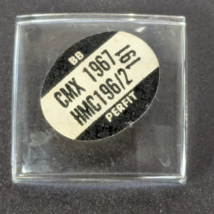 BB
CMX 1967
HMC196/2
161
PERFIT